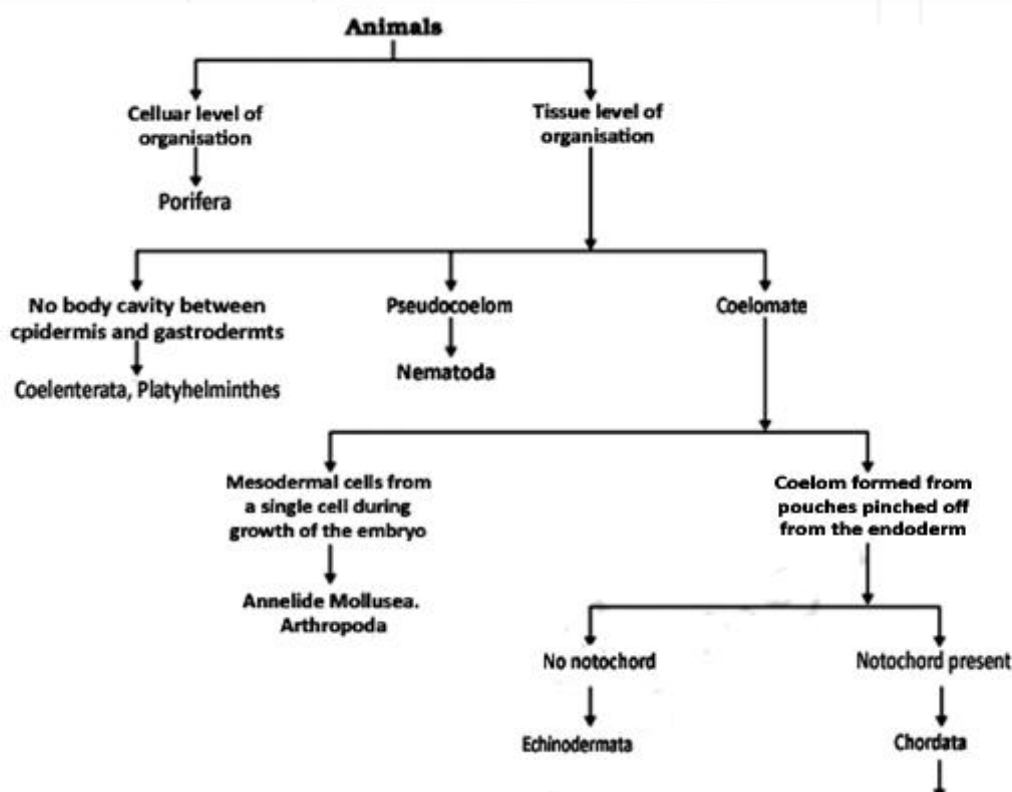 Animals
Celluar level of
organisation
Tissue level of
organisation
Porifera
No body cavity between
cpidermis and gastrodermts
Pseudocoelom
Coelomate
Nematoda
Coelenterata, Platyhelminthes
Mesodermal cells from
a single cell during
growth of the embryo
Coelom formed from
pouches pinched off
from the endoderm
Annelide Mollusea.
Arthropoda
No notochord
Notochord present
Echinodermata
Chordata